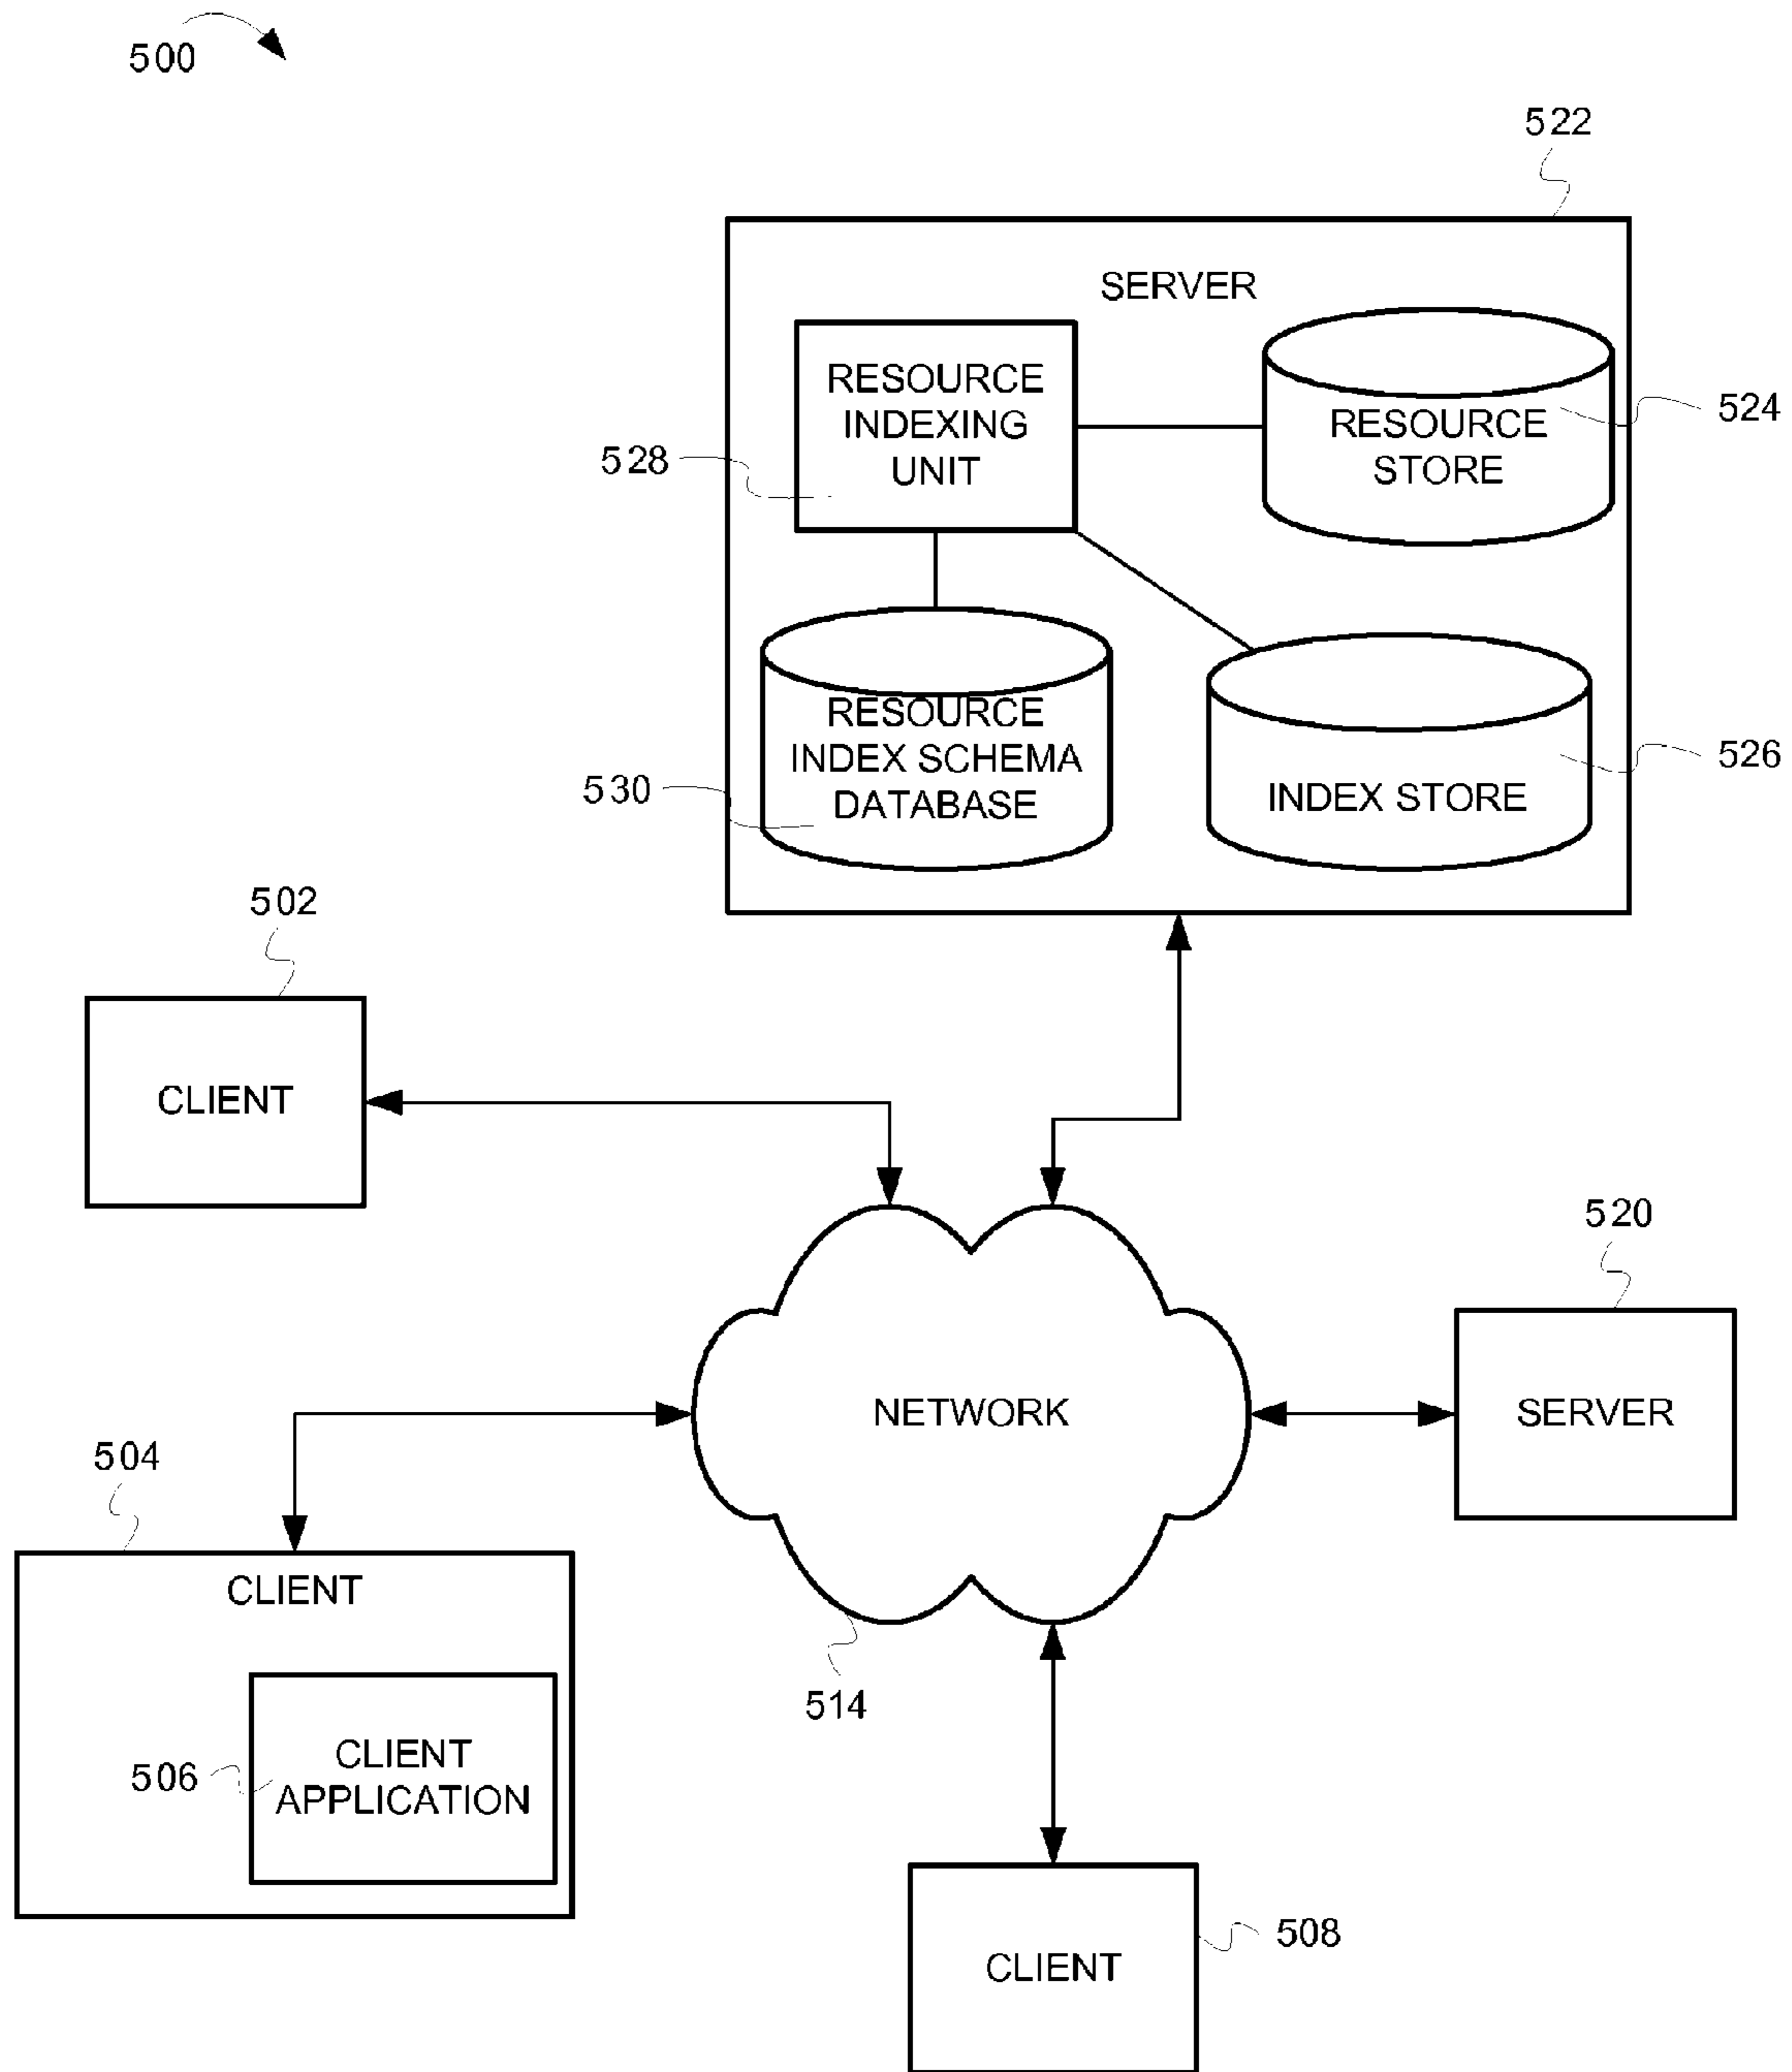 500
522
SERVER
RESOURCE
INDEXING
UNIT
528
RESOURCE
STORE
524
RESOURCE
INDEX SCHEMA
DATABASE
530
INDEX STORE
526
502
CLIENT
520
NETWORK
SERVER
504
CLIENT
514
CLIENT
APPLICATION
506
508
CLIENT